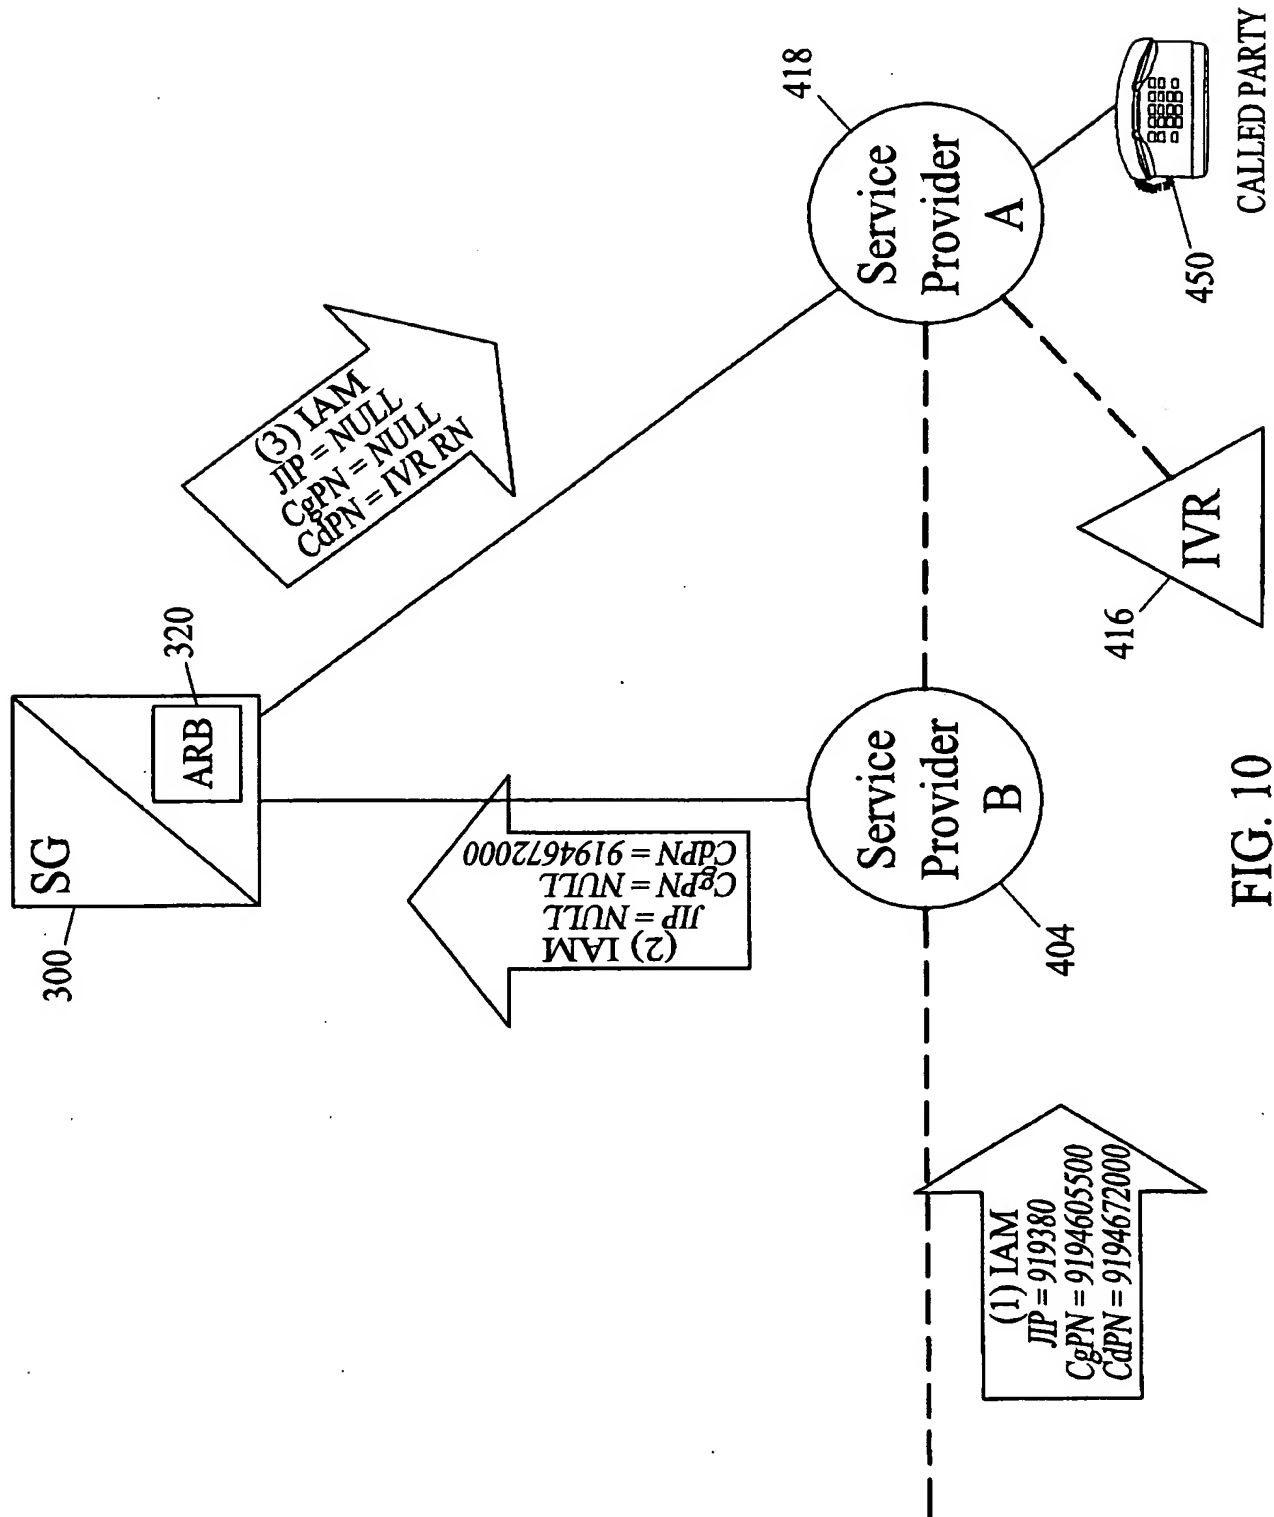 300
SG
ARB
320
(1) IAM
JIP = 919380
CgPN = 9194605500
CdPN = 9194672000
(2) IAM
JIP = NULL
CgPN = NULL
CdPN = 9194672000
(3) IAM
JIP = NULL
CgPN = NULL
CdPN = IVR RN
Service
Provider
B
404
Service
Provider
A
418
IVR
416
450
CALLED PARTY
FIG. 10